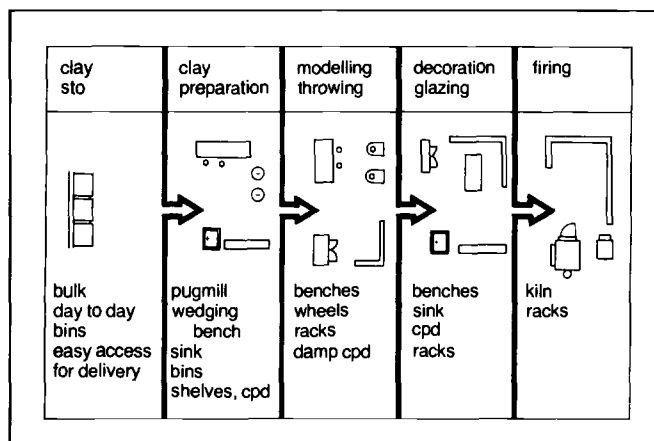 clay
sto
clay
preparation
modelling
throwing
decoration
glazing
firing
bulk
day to day
bins
easy access
for delivery
pugmill
wedging
bench
sink
bins
shelves, cpd
benches
wheels
racks
damp cpd
benches
sink
cpd
racks
kiln
racks